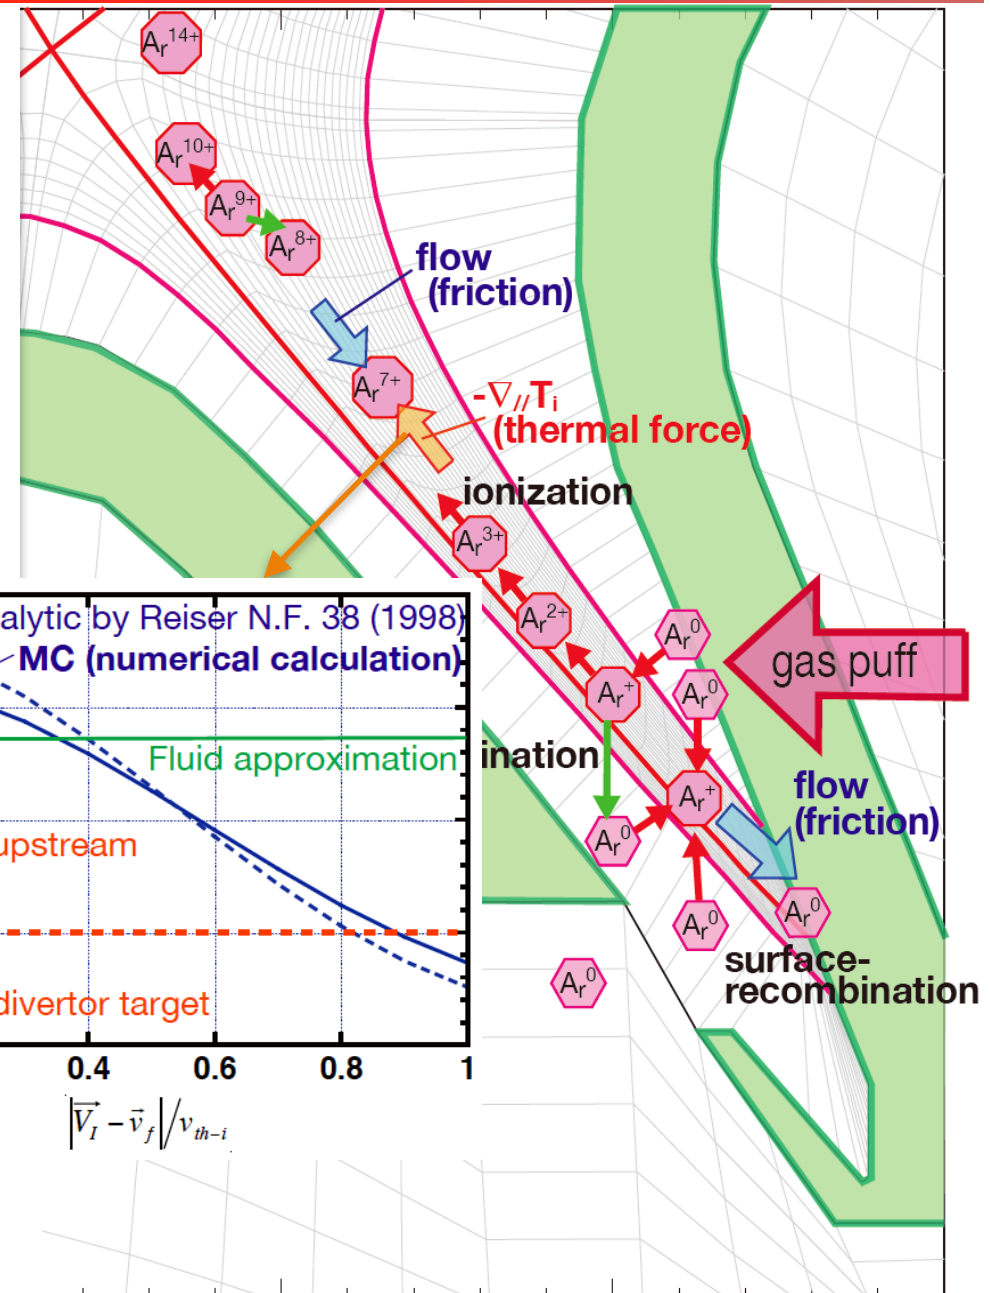 Ar14+
Ar10+
Ar9+
Ar8+
flow
(friction)
Ar7+
-∇//Ti
(thermal force)
ionization
Ar3+
Ar2+
Ar0
Ar+
Ar0
gas puff
ination
Ar+
flow
(friction)
Ar0
Ar0
Ar0
surface-
recombination
Ar0
alytic by Reiser N.F. 38 (1998)
MC (numerical calculation)
Fluid approximation
upstream
divertor target
0.4 0.6 0.8 1
|V⃗I − v⃗f|/vth−i